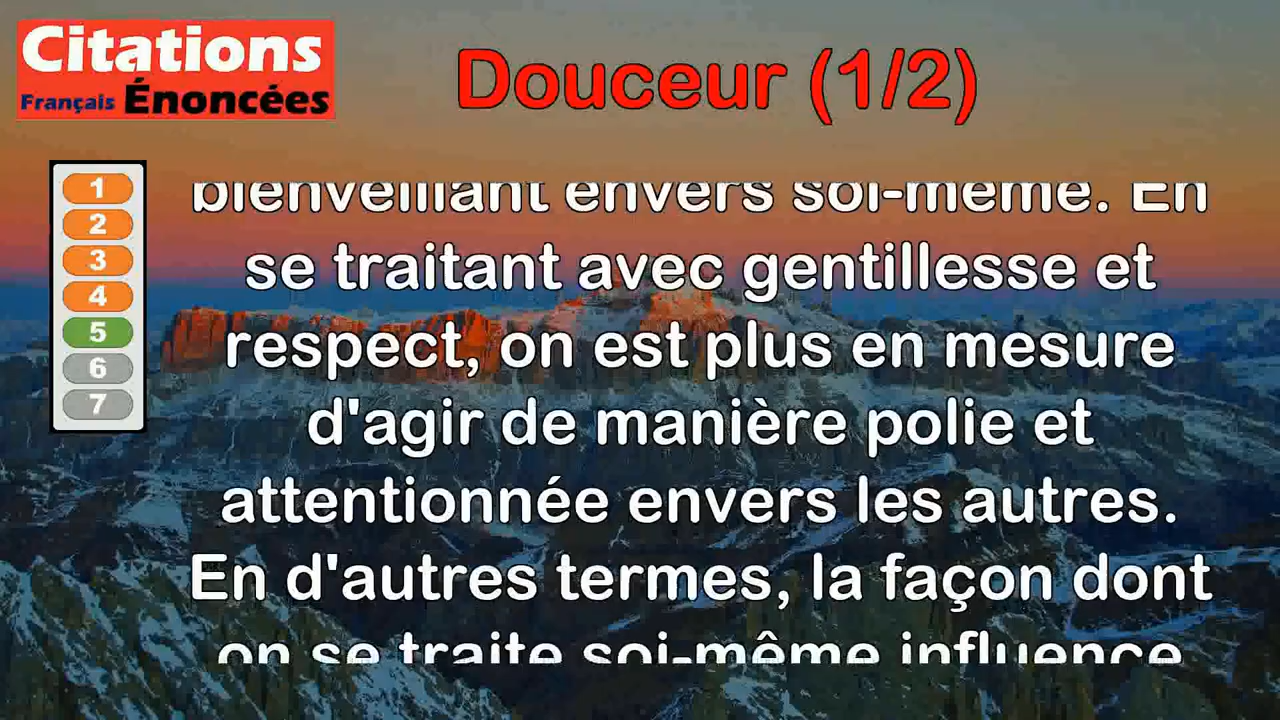 Citations
Français Énoncées
Douceur (1/2)
1
2
3
4
5
6
7
bienveillant envers soi-même. En
se traitant avec gentillesse et
respect, on est plus en mesure
d'agir de manière polie et
attentionnée envers les autres.
En d'autres termes, la façon dont
on se traite soi-même influence